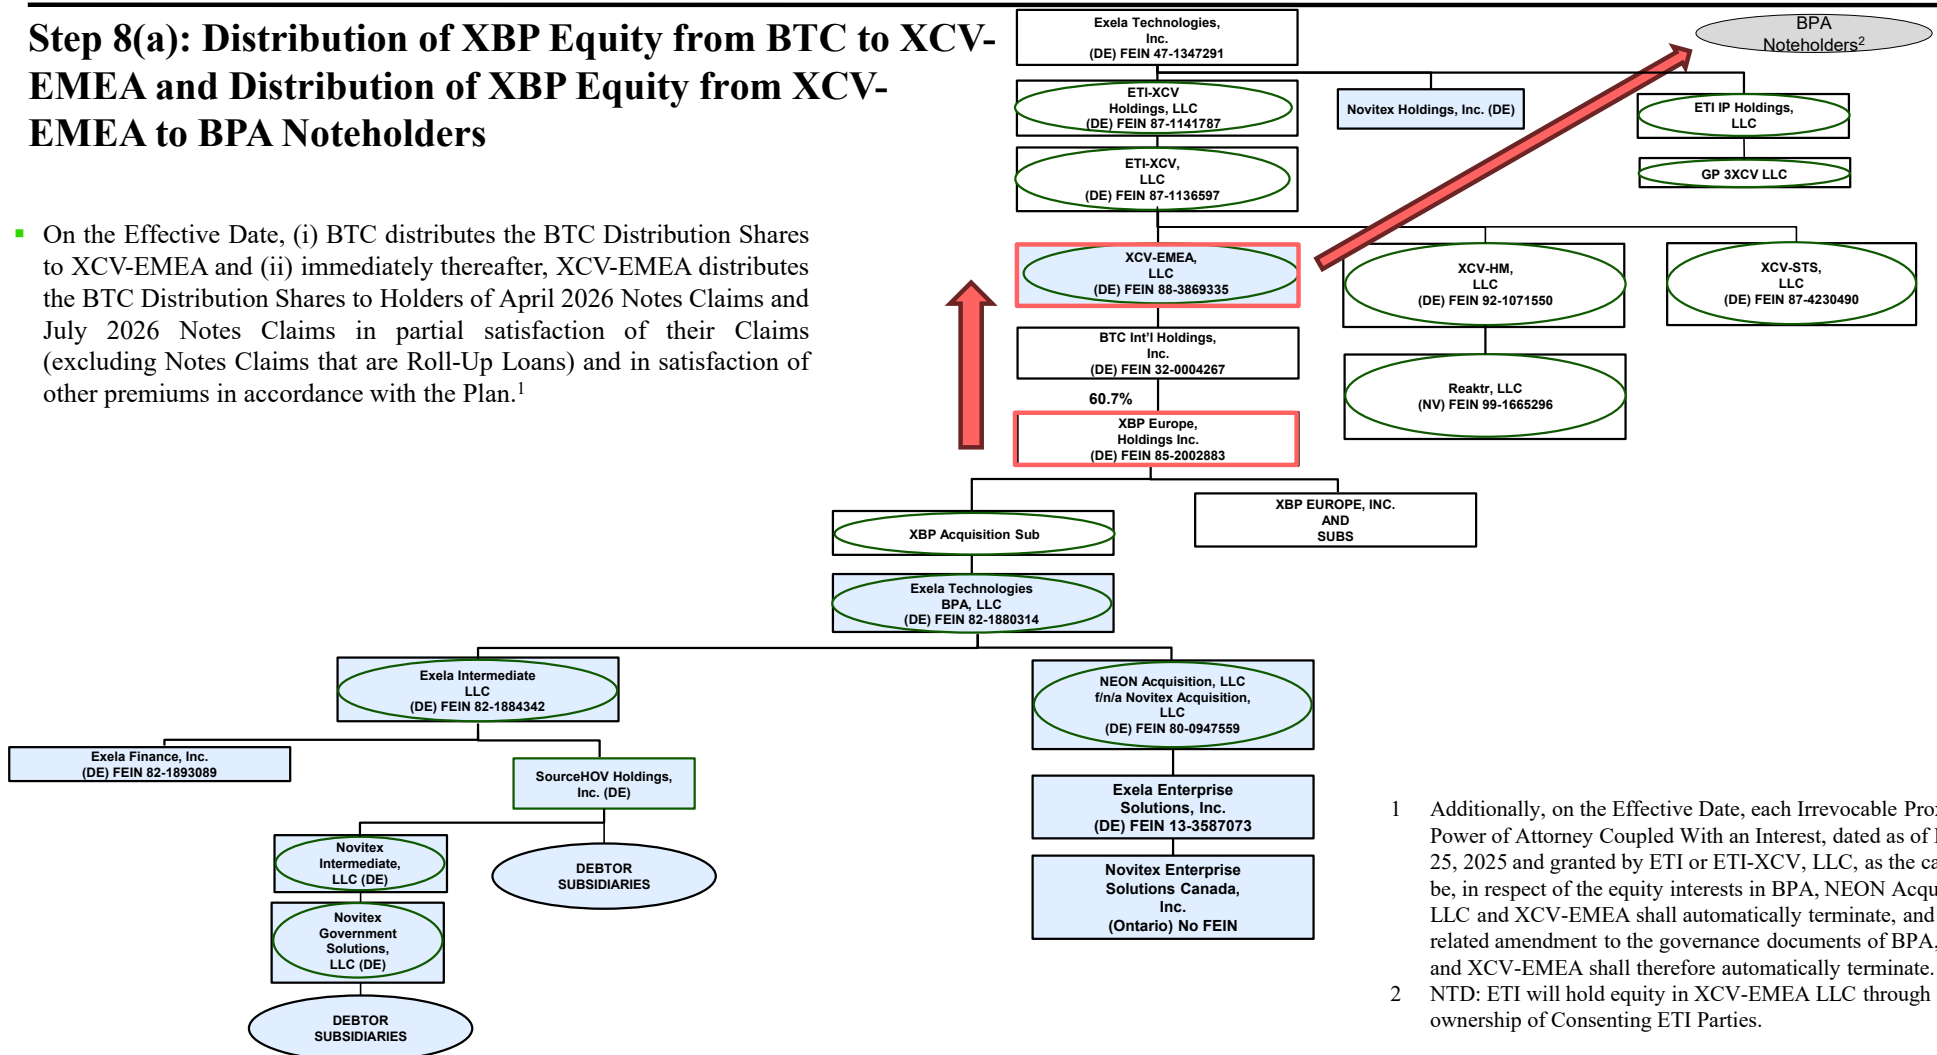 Step 8(a): Distribution of XBP Equity from BTC to XCV-
EMEA and Distribution of XBP Equity from XCV-
EMEA to BPA Noteholders
▪ On the Effective Date, (i) BTC distributes the BTC Distribution Shares
to XCV-EMEA and (ii) immediately thereafter, XCV-EMEA distributes
the BTC Distribution Shares to Holders of April 2026 Notes Claims and
July 2026 Notes Claims in partial satisfaction of their Claims
(excluding Notes Claims that are Roll-Up Loans) and in satisfaction of
other premiums in accordance with the Plan.1
Exela Technologies,
Inc.
(DE) FEIN 47-1347291
BPA
Noteholders2
ETI-XCV
Holdings, LLC
(DE) FEIN 87-1141787
Novitex Holdings, Inc. (DE)
ETI IP Holdings,
LLC
ETI-XCV,
LLC
(DE) FEIN 87-1136597
GP 3XCV LLC
XCV-EMEA,
LLC
(DE) FEIN 88-3869335
XCV-HM,
LLC
(DE) FEIN 92-1071550
XCV-STS,
LLC
(DE) FEIN 87-4230490
BTC Int'l Holdings,
Inc.
(DE) FEIN 32-0004267
Reaktr, LLC
(NV) FEIN 99-1665296
60.7%
XBP Europe,
Holdings Inc.
(DE) FEIN 85-2002883
XBP EUROPE, INC.
AND
SUBS
XBP Acquisition Sub
Exela Technologies
BPA, LLC
(DE) FEIN 82-1880314
Exela Intermediate
LLC
(DE) FEIN 82-1884342
NEON Acquisition, LLC
f/n/a Novitex Acquisition,
LLC
(DE) FEIN 80-0947559
Exela Finance, Inc.
(DE) FEIN 82-1893089
SourceHOV Holdings,
Inc. (DE)
Exela Enterprise
Solutions, Inc.
(DE) FEIN 13-3587073
Novitex
Intermediate,
LLC (DE)
DEBTOR
SUBSIDIARIES
Novitex Enterprise
Solutions Canada,
Inc.
(Ontario) No FEIN
Novitex
Government
Solutions,
LLC (DE)
DEBTOR
SUBSIDIARIES
1 Additionally, on the Effective Date, each Irrevocable
Power of Attorney Coupled With an Interest, dated as of
25, 2025 and granted by ETI or ETI-XCV, LLC, as the
be, in respect of the equity interests in BPA, NEON
LLC and XCV-EMEA shall automatically terminate, and
related amendment to the governance documents of BPA,
and XCV-EMEA shall therefore automatically terminate.
2 NTD: ETI will hold equity in XCV-EMEA LLC through
ownership of Consenting ETI Parties.